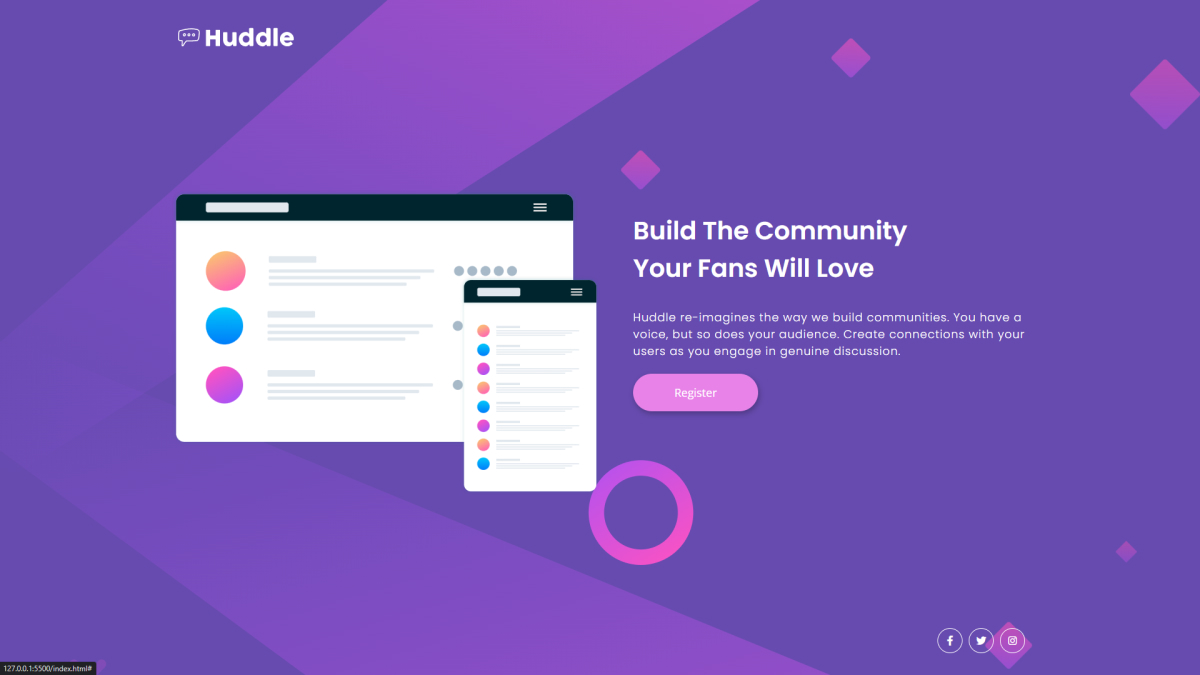 Huddle
Build The Community
Your Fans Will Love
Huddle re-imagines the way we build communities. You have a
voice, but so does your audience. Create connections with your
users as you engage in genuine discussion.
Register
127.0.0.1:5500/index.html#